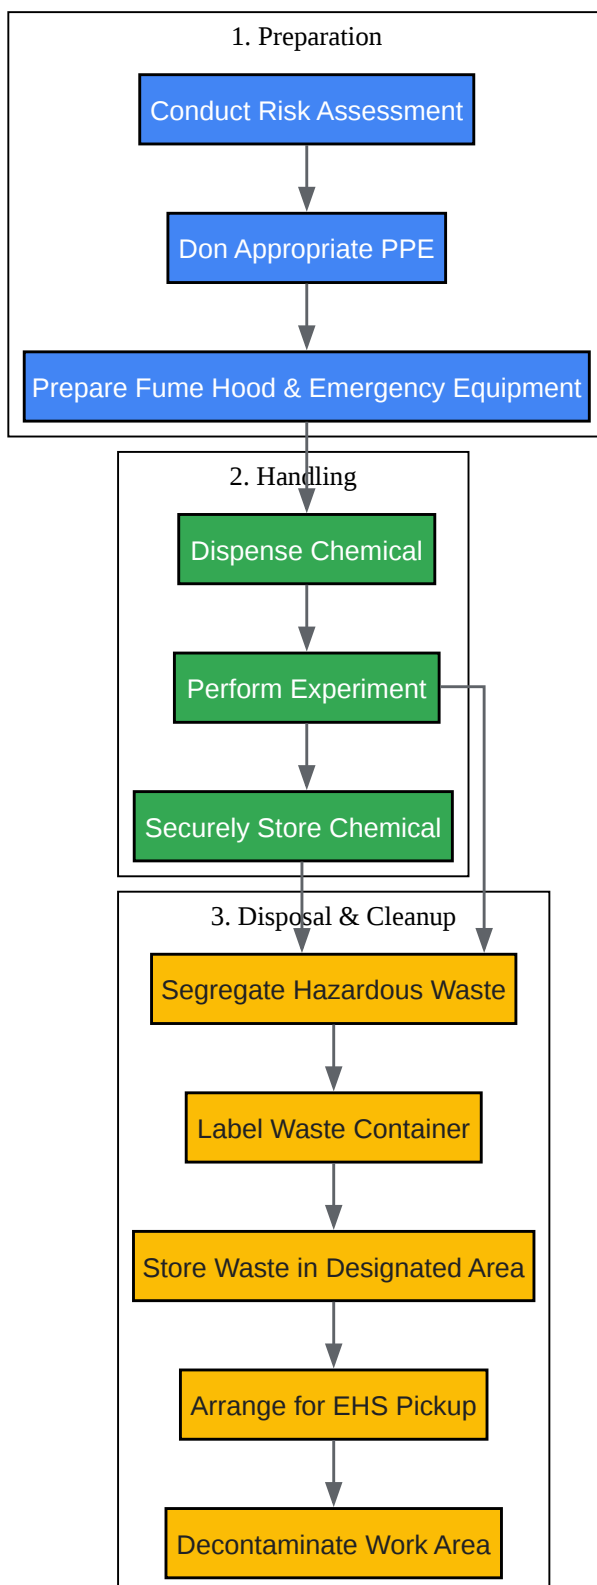 1. Preparation
Conduct Risk Assessment
Don Appropriate PPE
Prepare Fume Hood & Emergency Equipment
2. Handling
Dispense Chemical
Perform Experiment
Securely Store Chemical
3. Disposal & Cleanup
Segregate Hazardous Waste
Label Waste Container
Store Waste in Designated Area
Arrange for EHS Pickup
Decontaminate Work Area